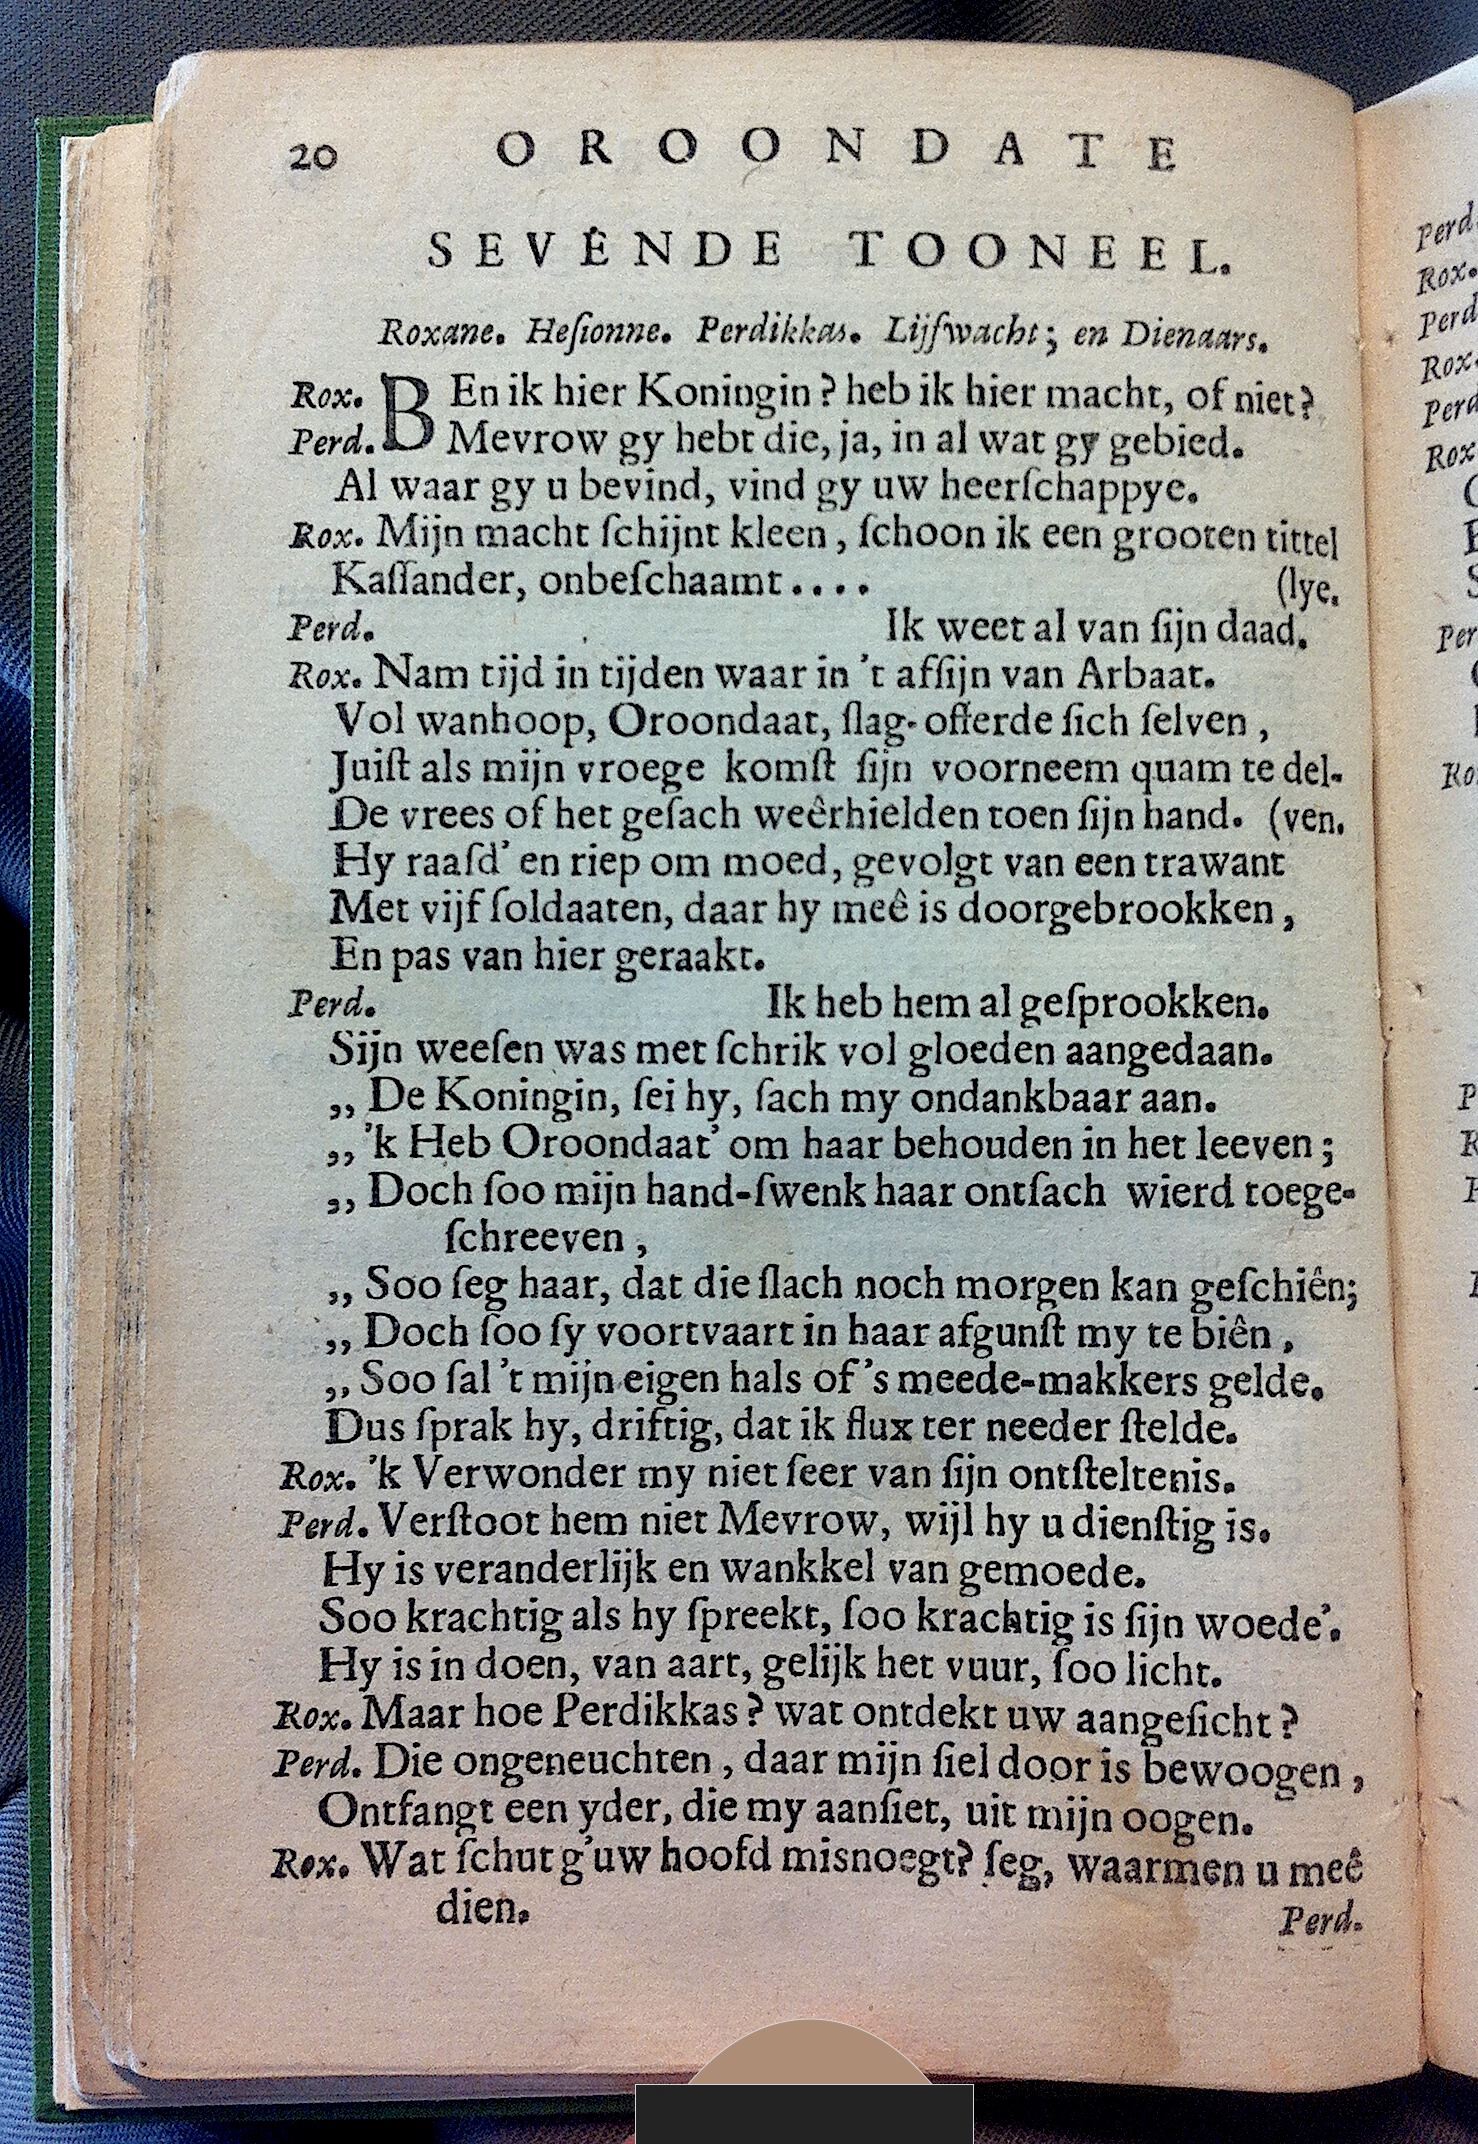 20 OROONDATE
SEVÊNDE TOONEEL.
Roxane. Heſionne. Perdikkas. Lijfwacht; en Dienaars.
Rox. BEn ik hier Koningin? heb ik hier macht, of niet?
Perd. Mevrow gy hebt die, ja, in al wat gy gebied.
Al waar gy u bevind, vind gy uw heerſchappye.
Rox. Mijn macht ſchijnt kleen, ſchoon ik een grooten tittel
Kaſſander, onbeſchaamt.... (lye.
Perd. Ik weet al van ſijn daad.
Rox. Nam tijd in tijden waar in 't afſijn van Arbaat.
Vol wanhoop, Oroondaat, ſlag-offerde ſich ſelven,
Juiſt als mijn vroege komſt ſijn voorneem quam te del-
De vrees of het geſach weêrhielden toen ſijn hand. (ven.
Hy raaſd' en riep om moed, gevolgt van een trawant
Met vijf ſoldaaten, daar hy meê is doorgebrookken,
En pas van hier geraakt.
Perd. Ik heb hem al geſprookken.
Sijn weeſen was met ſchrik vol gloeden aangedaan.
„ De Koningin, ſei hy, ſach my ondankbaar aan.
„ 'k Heb Oroondaat' om haar behouden in het leeven;
„ Doch ſoo mijn hand-ſwenk haar ontſach wierd toege-
ſchreeven,
„ Soo ſeg haar, dat die ſlach noch morgen kan geſchiên;
„ Doch ſoo ſy voortvaart in haar afgunſt my te biên,
„ Soo ſal 't mijn eigen hals of 's meede-makkers gelde.
Dus ſprak hy, driftig, dat ik flux ter needer ſtelde.
Rox. 'k Verwonder my niet ſeer van ſijn ontſteltenis.
Perd. Verſtoot hem niet Mevrow, wijl hy u dienſtig is.
Hy is veranderlijk en wankkel van gemoede.
Soo krachtig als hy ſpreekt, ſoo krachtig is ſijn woede'.
Hy is in doen, van aart, gelijk het vuur, ſoo licht.
Rox. Maar hoe Perdikkas? wat ontdekt uw aangeſicht?
Perd. Die ongeneuchten, daar mijn ſiel door is bewoogen,
Ontfangt een yder, die my aanſiet, uit mijn oogen.
Rox. Wat ſchut g'uw hoofd misnoegt? ſeg, waarmen u meê
dien. Perd.
Perd.
Rox.
Perd
Rox.
Perd
Rox